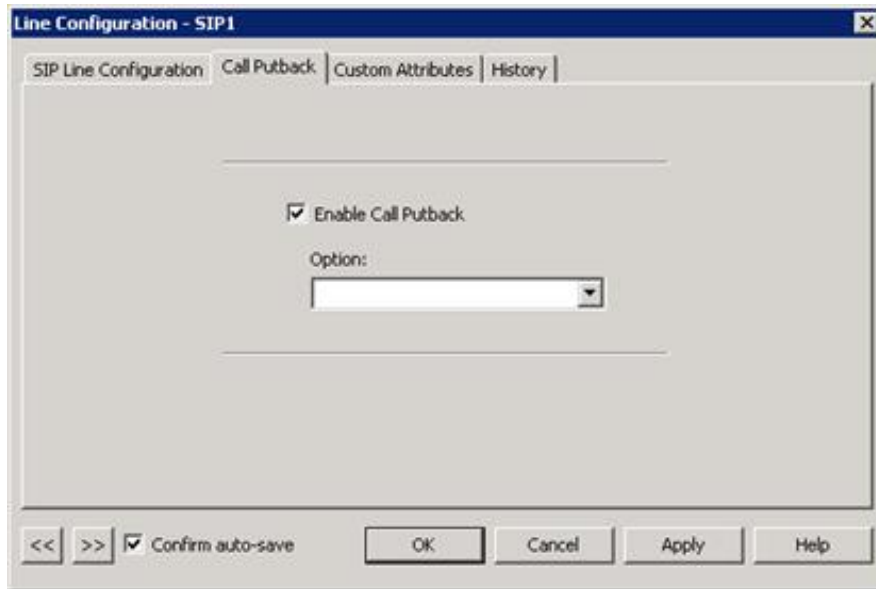 Line Configuration - SIP1
SIP Line Configuration Call Putback Custom Attributes History
Enable Call Putback
Option:
<< >> Confirm auto-save OK Cancel Apply Help